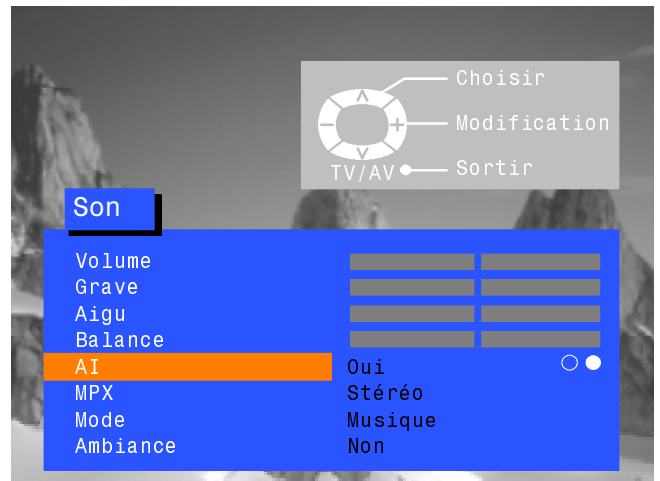 Choisir
Modification
TV/AV Sortir
Son
Volume
Grave
Aigu
Balance
AI Oui
MPX Stéréo
Mode Musique
Ambiance Non